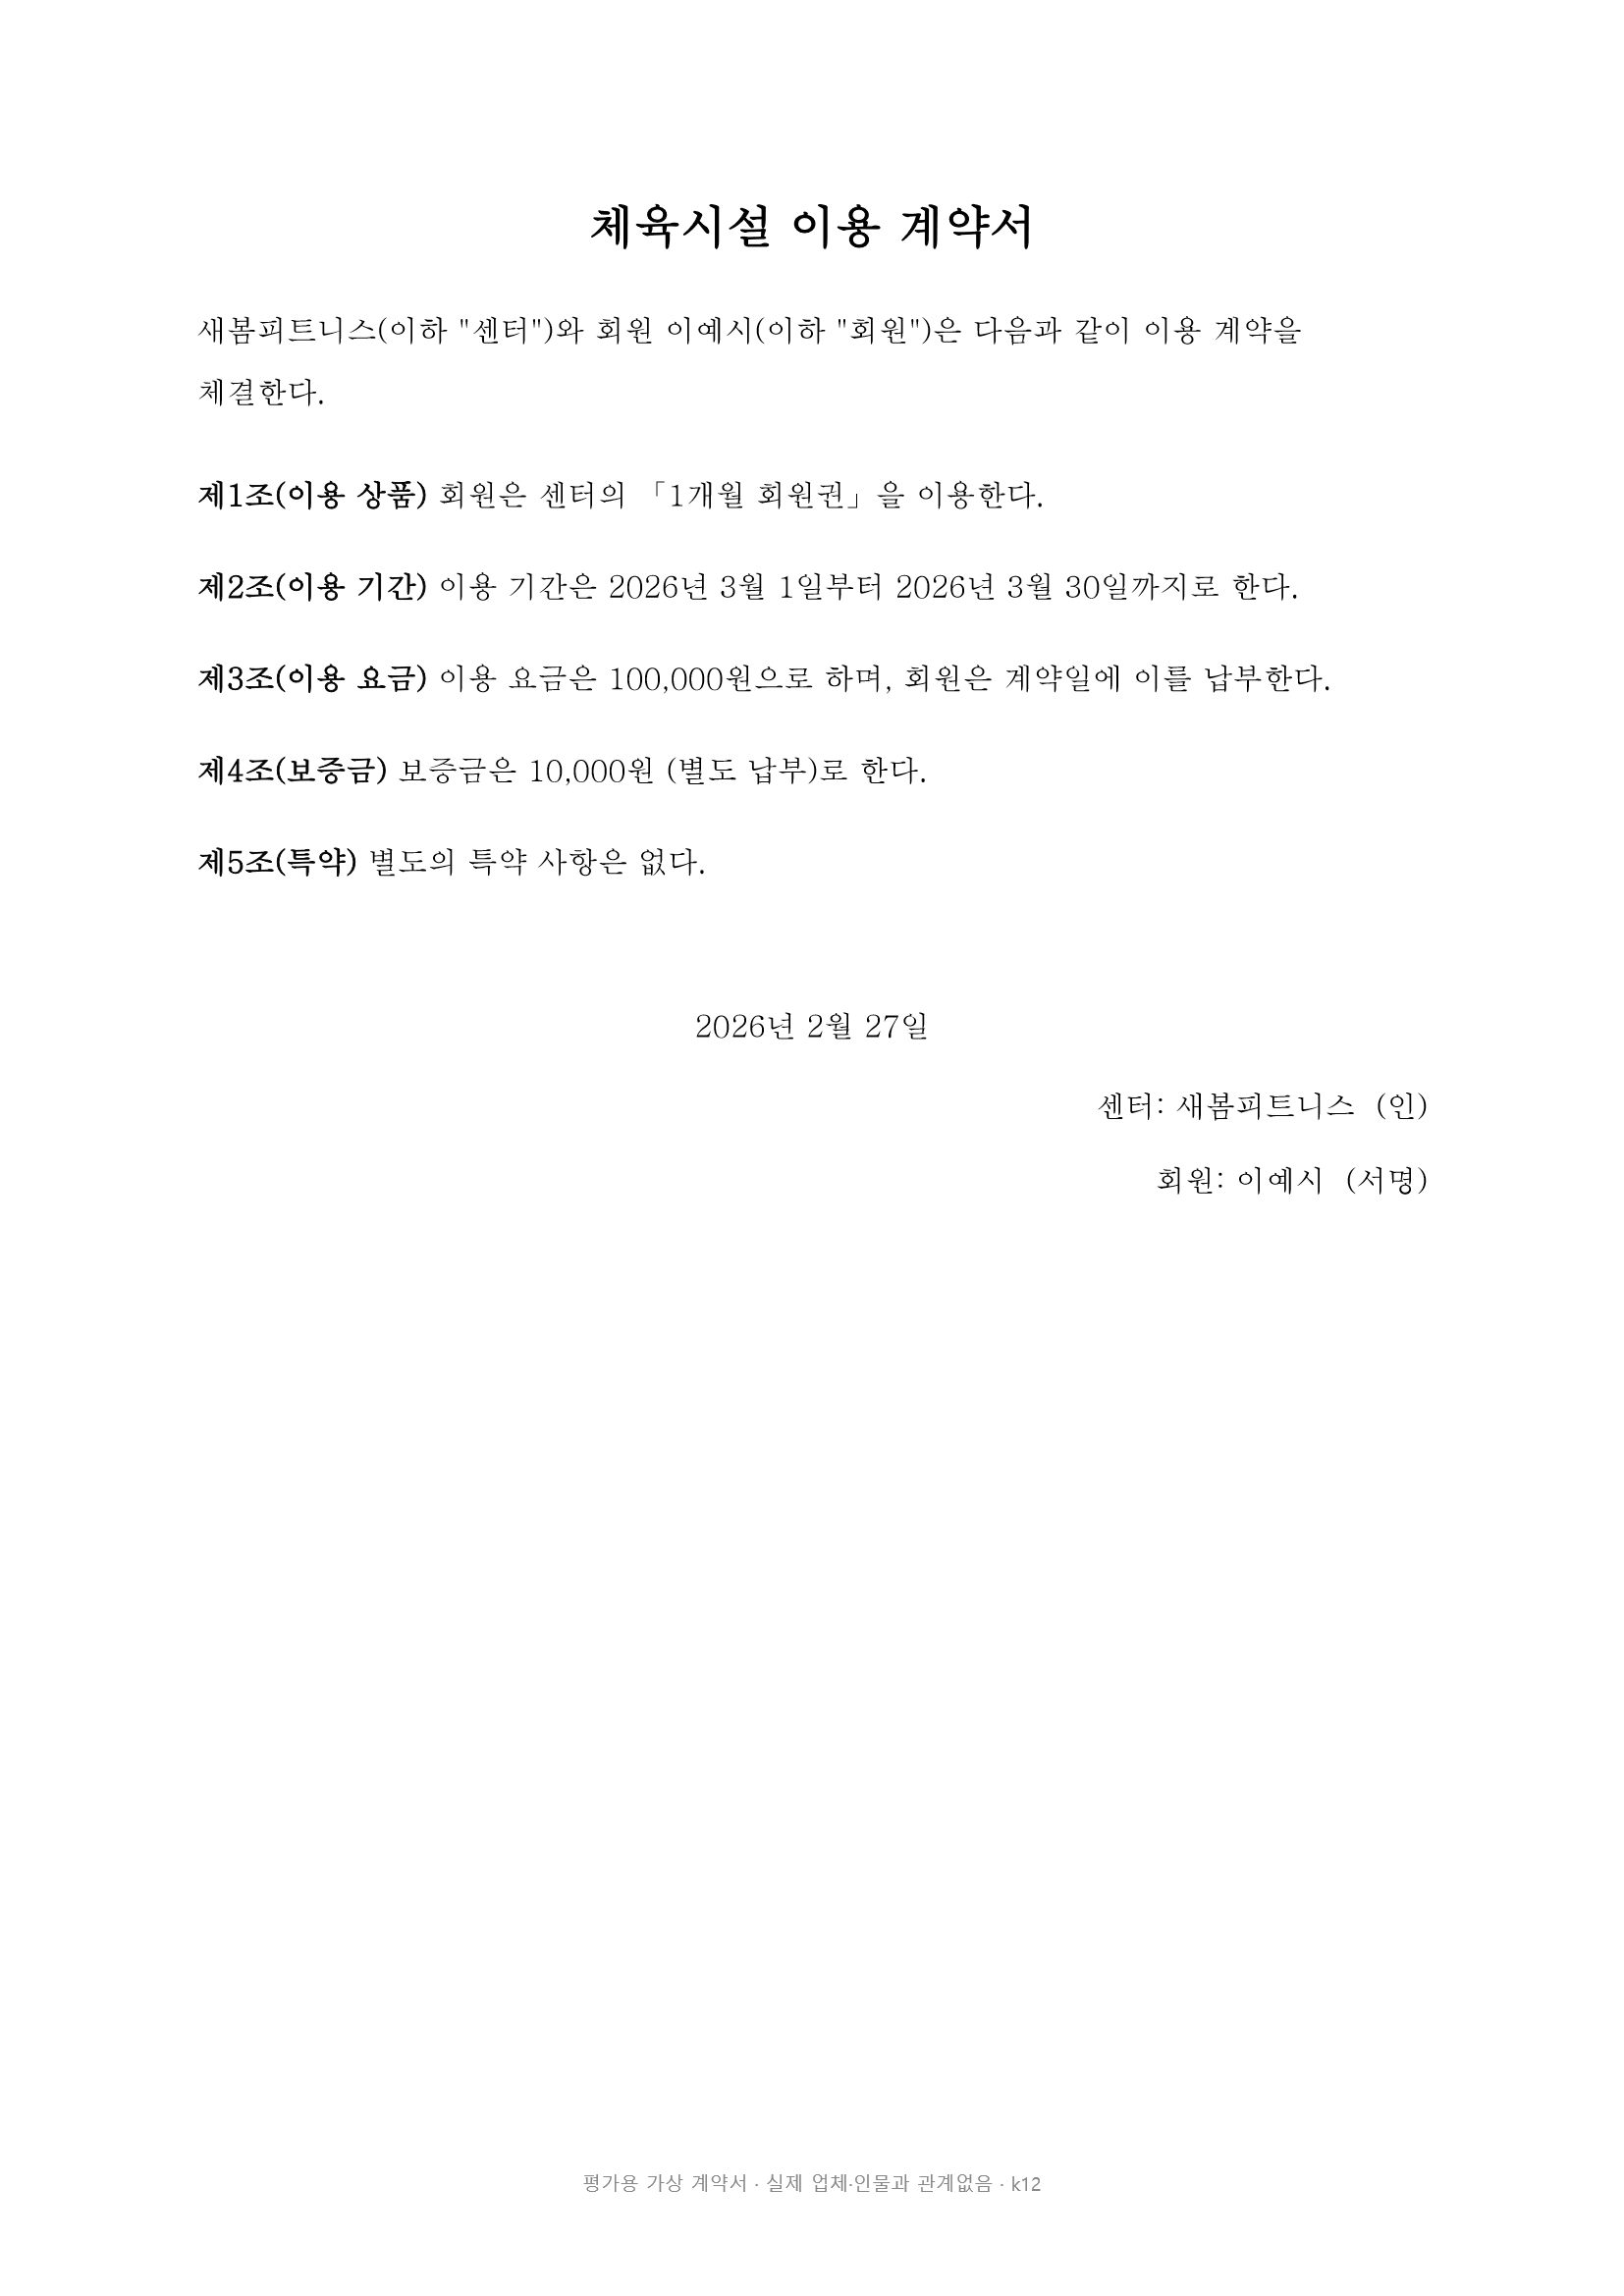 체육시설 이용 계약서
새봄피트니스(이하 "센터")와 회원 이예시(이하 "회원")은 다음과 같이 이용 계약을
체결한다.
제1조(이용 상품) 회원은 센터의 「1개월 회원권」을 이용한다.
제2조(이용 기간) 이용 기간은 2026년 3월 1일부터 2026년 3월 30일까지로 한다.
제3조(이용 요금) 이용 요금은 100,000원으로 하며, 회원은 계약일에 이를 납부한다.
제4조(보증금) 보증금은 10,000원 (별도 납부)로 한다.
제5조(특약) 별도의 특약 사항은 없다.
2026년 2월 27일
센터: 새봄피트니스 (인)
회원: 이예시 (서명)
평가용 가상 계약서 · 실제 업체·인물과 관계없음 · k12